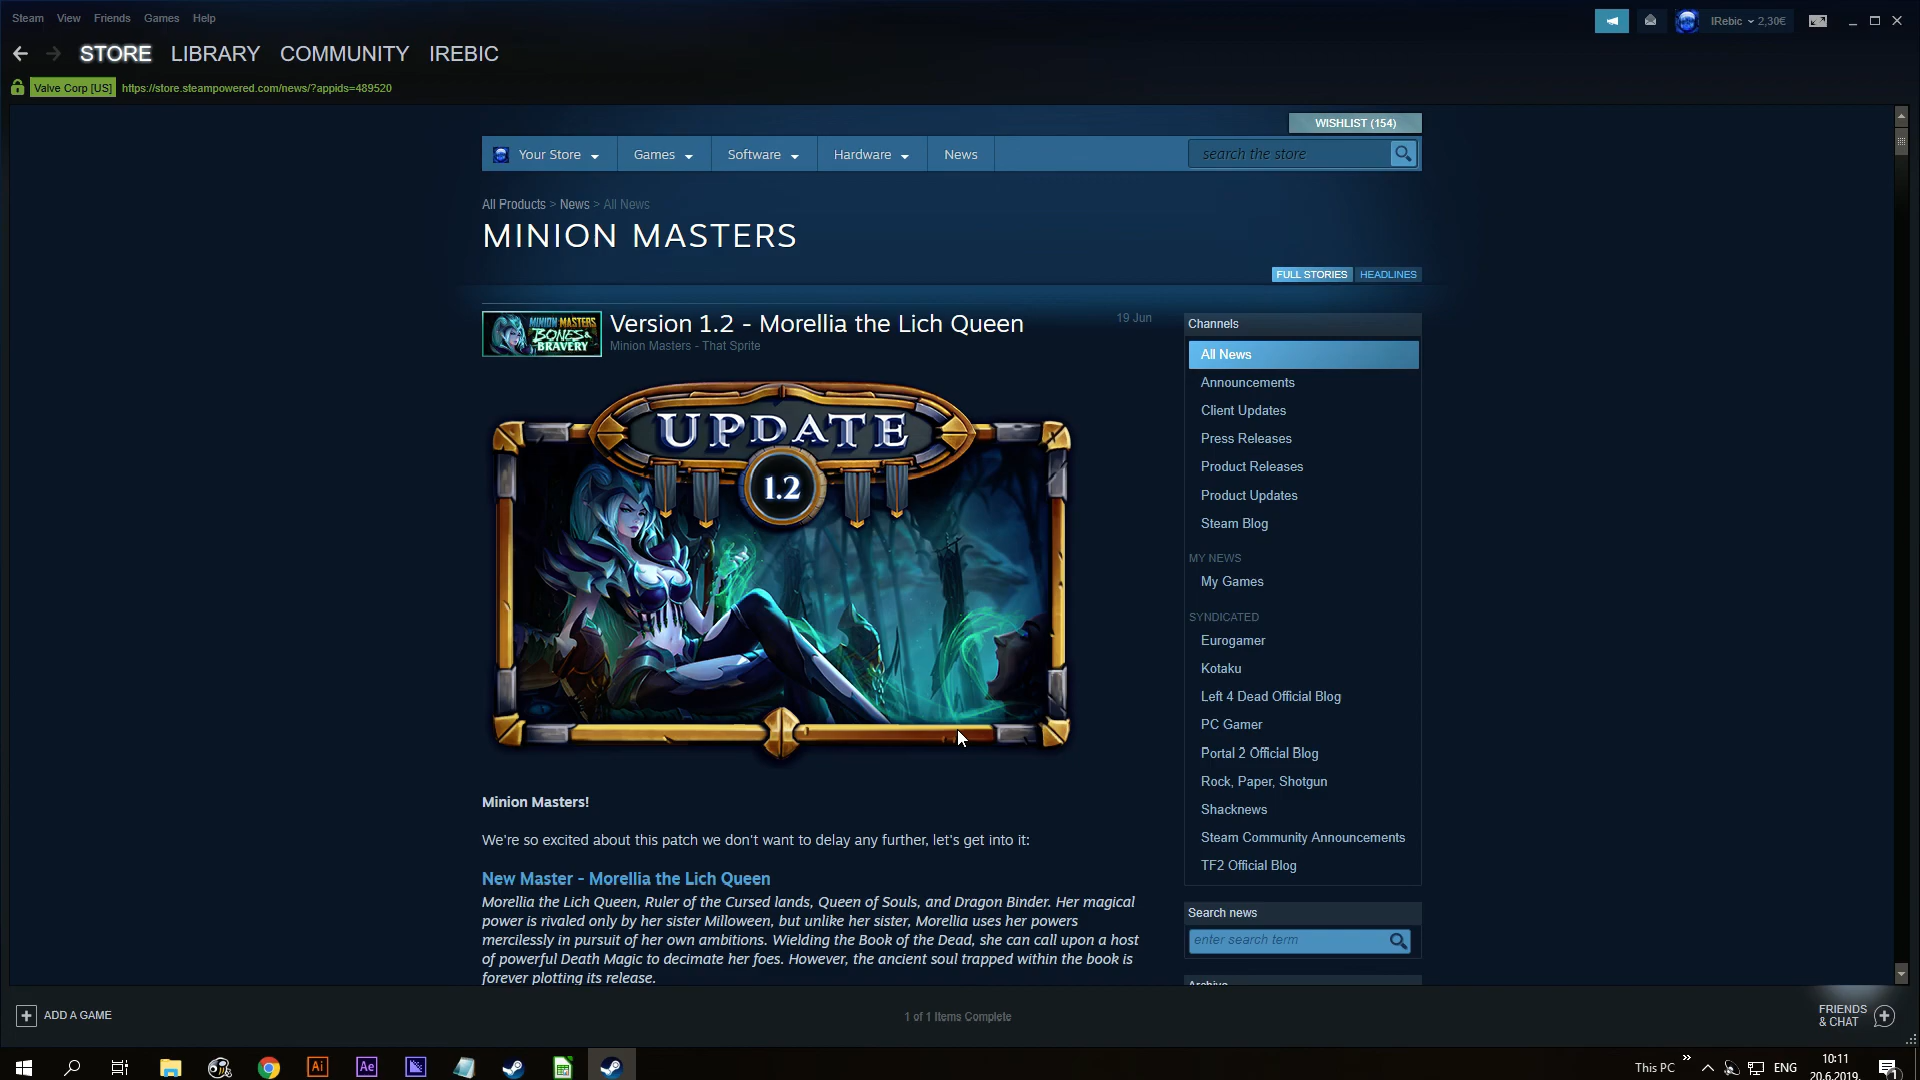 Steam View Friends Games Help
IRebic 2,30€
STORE LIBRARY COMMUNITY IREBIC
Valve Corp [US] https://store.steampowered.com/news/?appids=489520
WISHLIST (154)
Your Store Games Software Hardware News search the store
All Products > News > All News
MINION MASTERS
FULL STORIES HEADLINES
MINION MASTERS
BONES &
BRAVERY
Version 1.2 - Morellia the Lich Queen
19 Jun
Minion Masters - That Sprite
UPDATE
1.2
Minion Masters!
We're so excited about this patch we don't want to delay any further, let's get into it:
New Master - Morellia the Lich Queen
Morellia the Lich Queen, Ruler of the Cursed lands, Queen of Souls, and Dragon Binder. Her magical
power is rivaled only by her sister Milloween, but unlike her sister, Morellia uses her powers
mercilessly in pursuit of her own ambitions. Wielding the Book of the Dead, she can call upon a host
of powerful Death Magic to decimate her foes. However, the ancient soul trapped within the book is
forever plotting its release.
Channels
All News
Announcements
Client Updates
Press Releases
Product Releases
Product Updates
Steam Blog
MY NEWS
My Games
SYNDICATED
Eurogamer
Kotaku
Left 4 Dead Official Blog
PC Gamer
Portal 2 Official Blog
Rock, Paper, Shotgun
Shacknews
Steam Community Announcements
TF2 Official Blog
Search news
enter search term
Archive
ADD A GAME
1 of 1 Items Complete
FRIENDS
& CHAT
Ai Ae
This PC » ENG
10:11
20.6.2019.
1